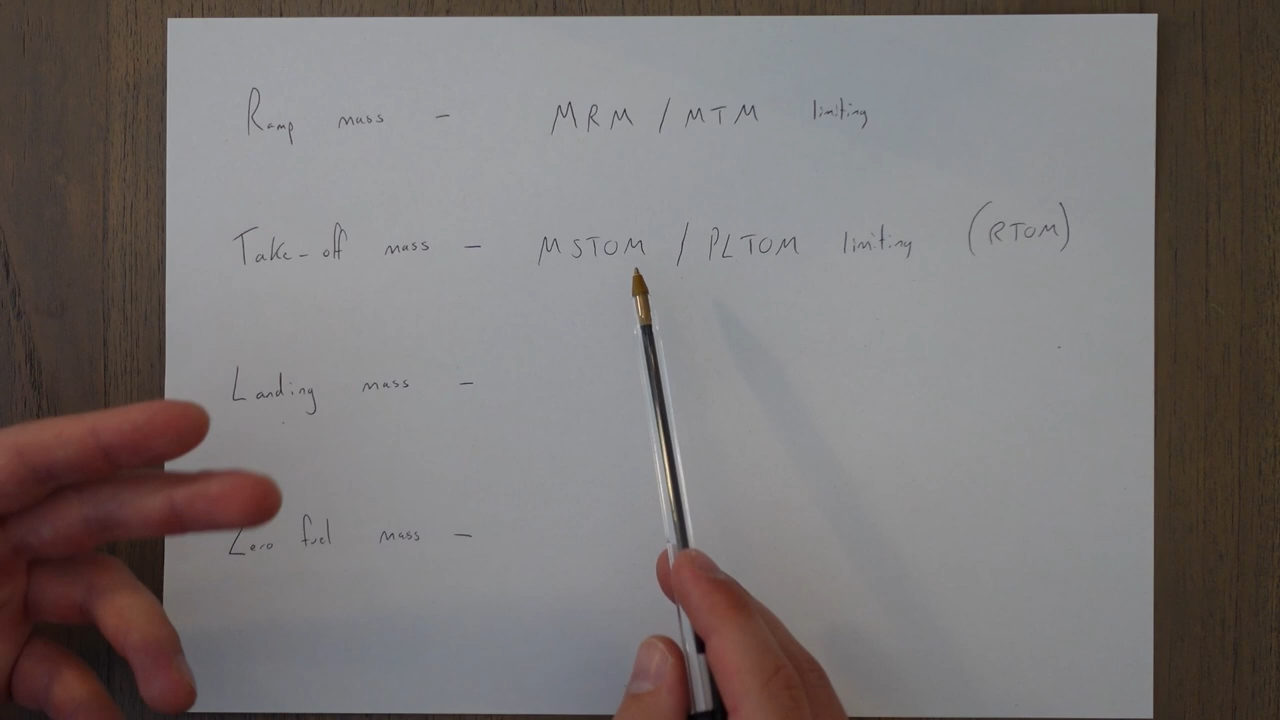 Ramp mass - MRM / MTM limiting
Take-off mass - MSTOM / PLTOM limiting (RTOM)
Landing mass -
Zero fuel mass -